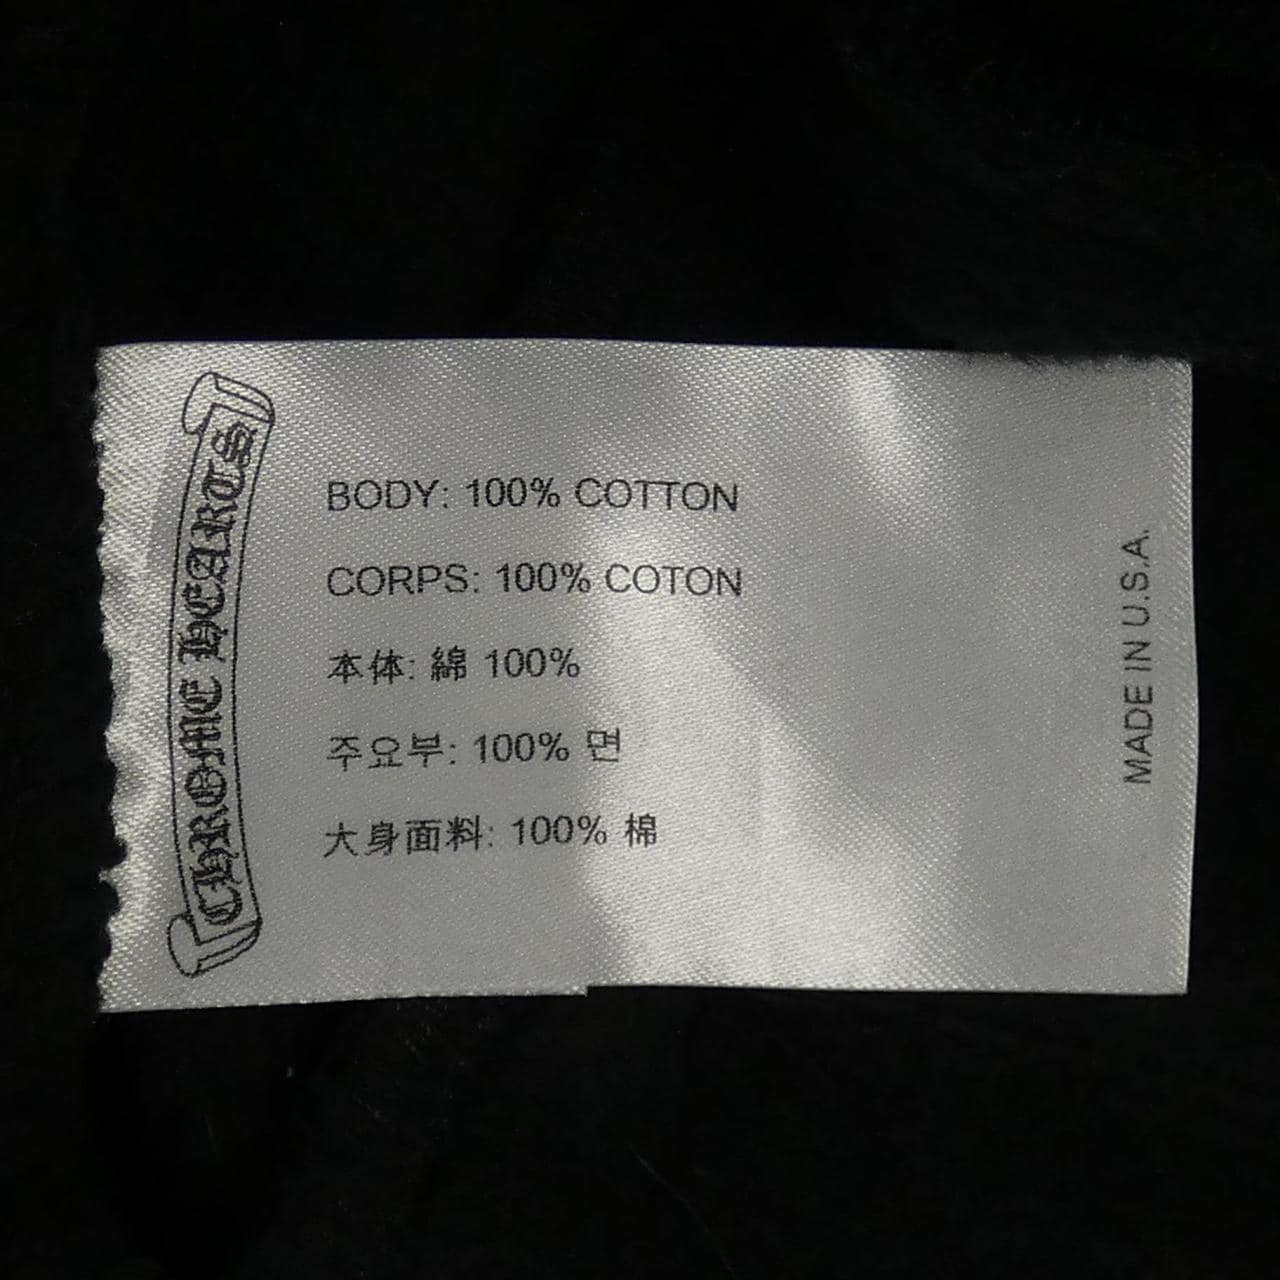 CHROME HEARTS
BODY: 100% COTTON
CORPS: 100% COTON
本体: 綿 100%
주요부: 100% 면
大身面料: 100% 棉
MADE IN U.S.A.